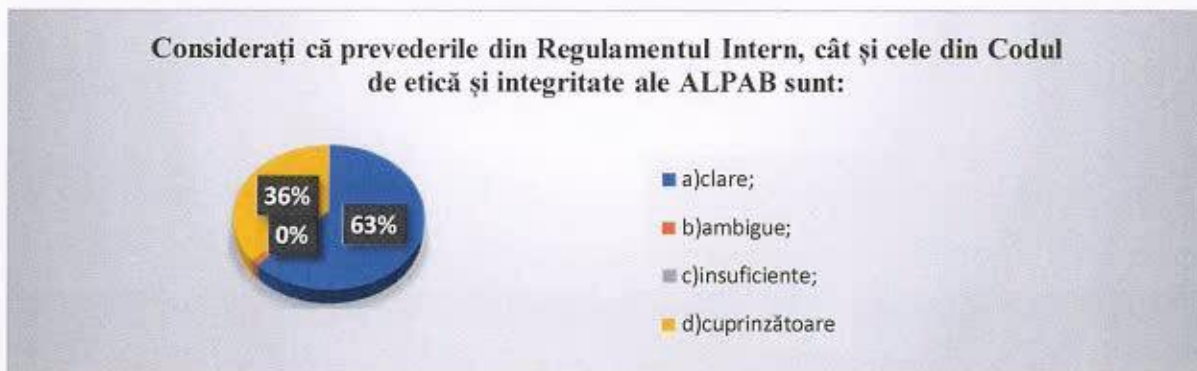 Considerați că prevederile din Regulamentul Intern, cât și cele din Codul
de etică și integritate ale ALPAB sunt:
36%
0%
63%
a)clare;
b)ambigue;
c)insuficiente;
d)cuprinzătoare